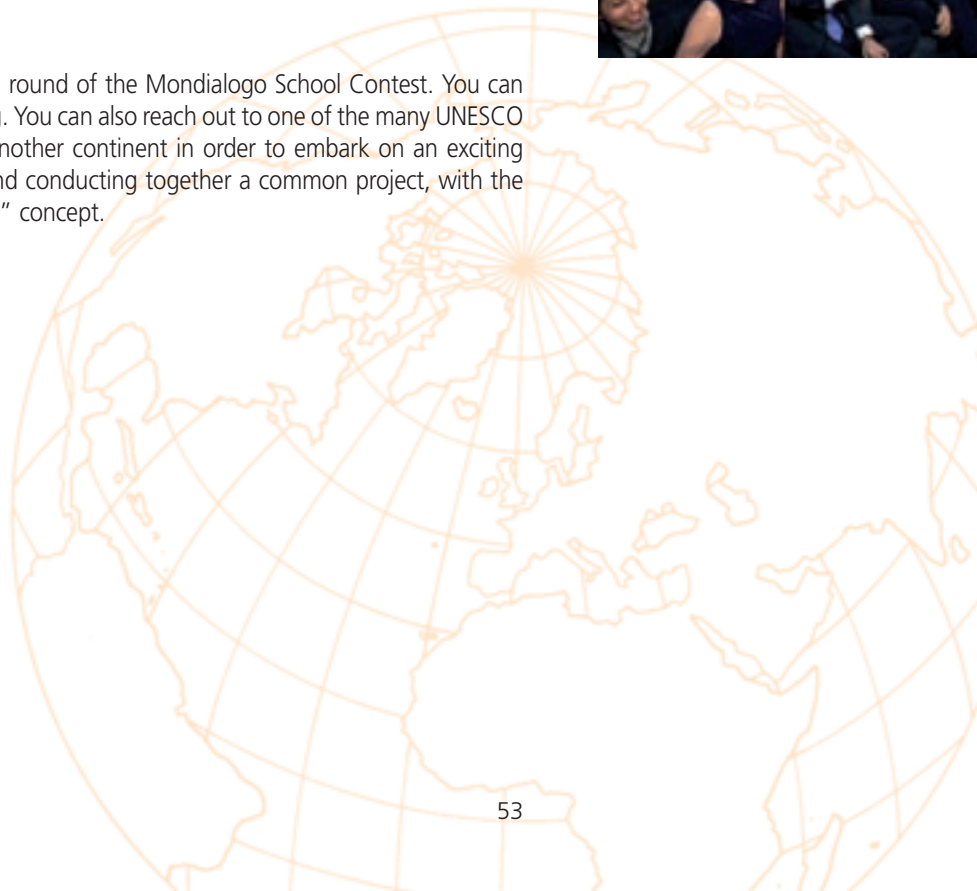 round of the Mondialogo School Contest. You can
. You can also reach out to one of the many UNESCO
nother continent in order to embark on an exciting
nd conducting together a common project, with the
" concept.
53